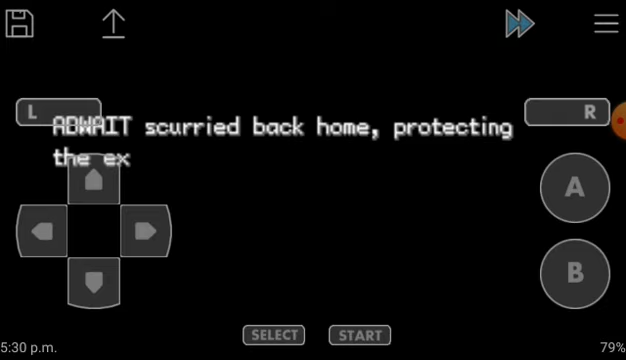 L
R
ADWAIT scurried back home, protecting
the ex
A
B
SELECT
START
5:30 p.m.
79%